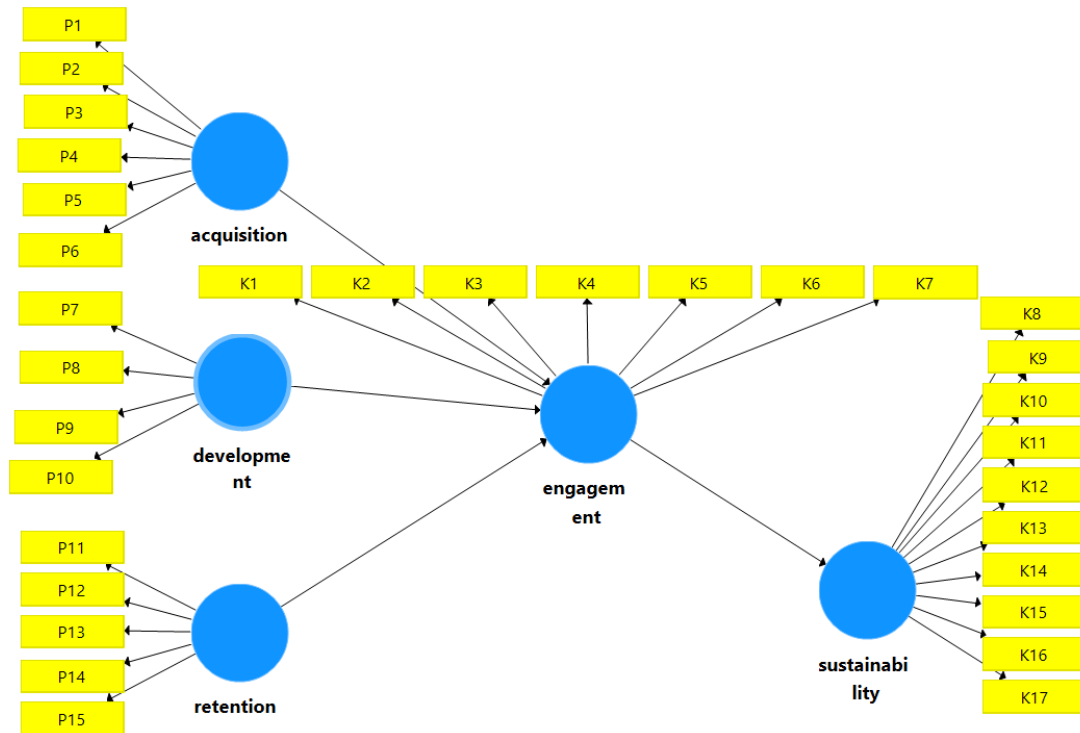 P1
P2
P3
P4
P5
P6
acquisition
K1
K2
K3
K4
K5
K6
K7
P7
P8
P9
P10
developme
nt
engagem
ent
K8
K9
K10
K11
K12
K13
K14
K15
K16
K17
sustainabi
lity
P11
P12
P13
P14
P15
retention